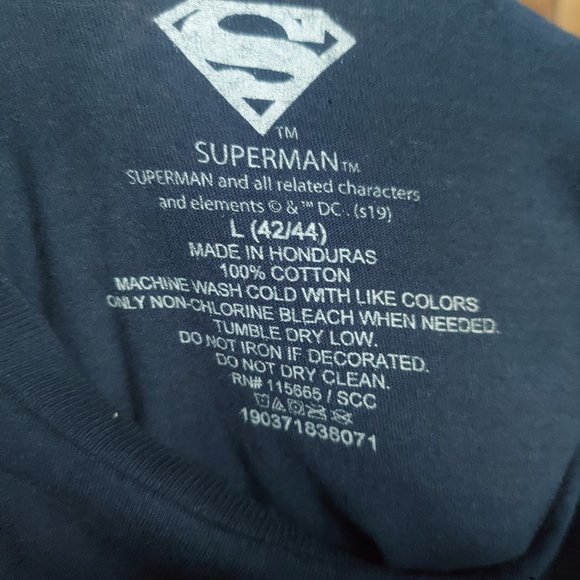 S
TM
SUPERMAN TM
SUPERMAN and all related characters
and elements © & ™ DC. (s19)
L (42/44)
MADE IN HONDURAS
100% COTTON
MACHINE WASH COLD WITH LIKE COLORS
ONLY NON-CHLORINE BLEACH WHEN NEEDED.
TUMBLE DRY LOW.
DO NOT IRON IF DECORATED.
DO NOT DRY CLEAN.
RN# 115665 / SCC
190371838071